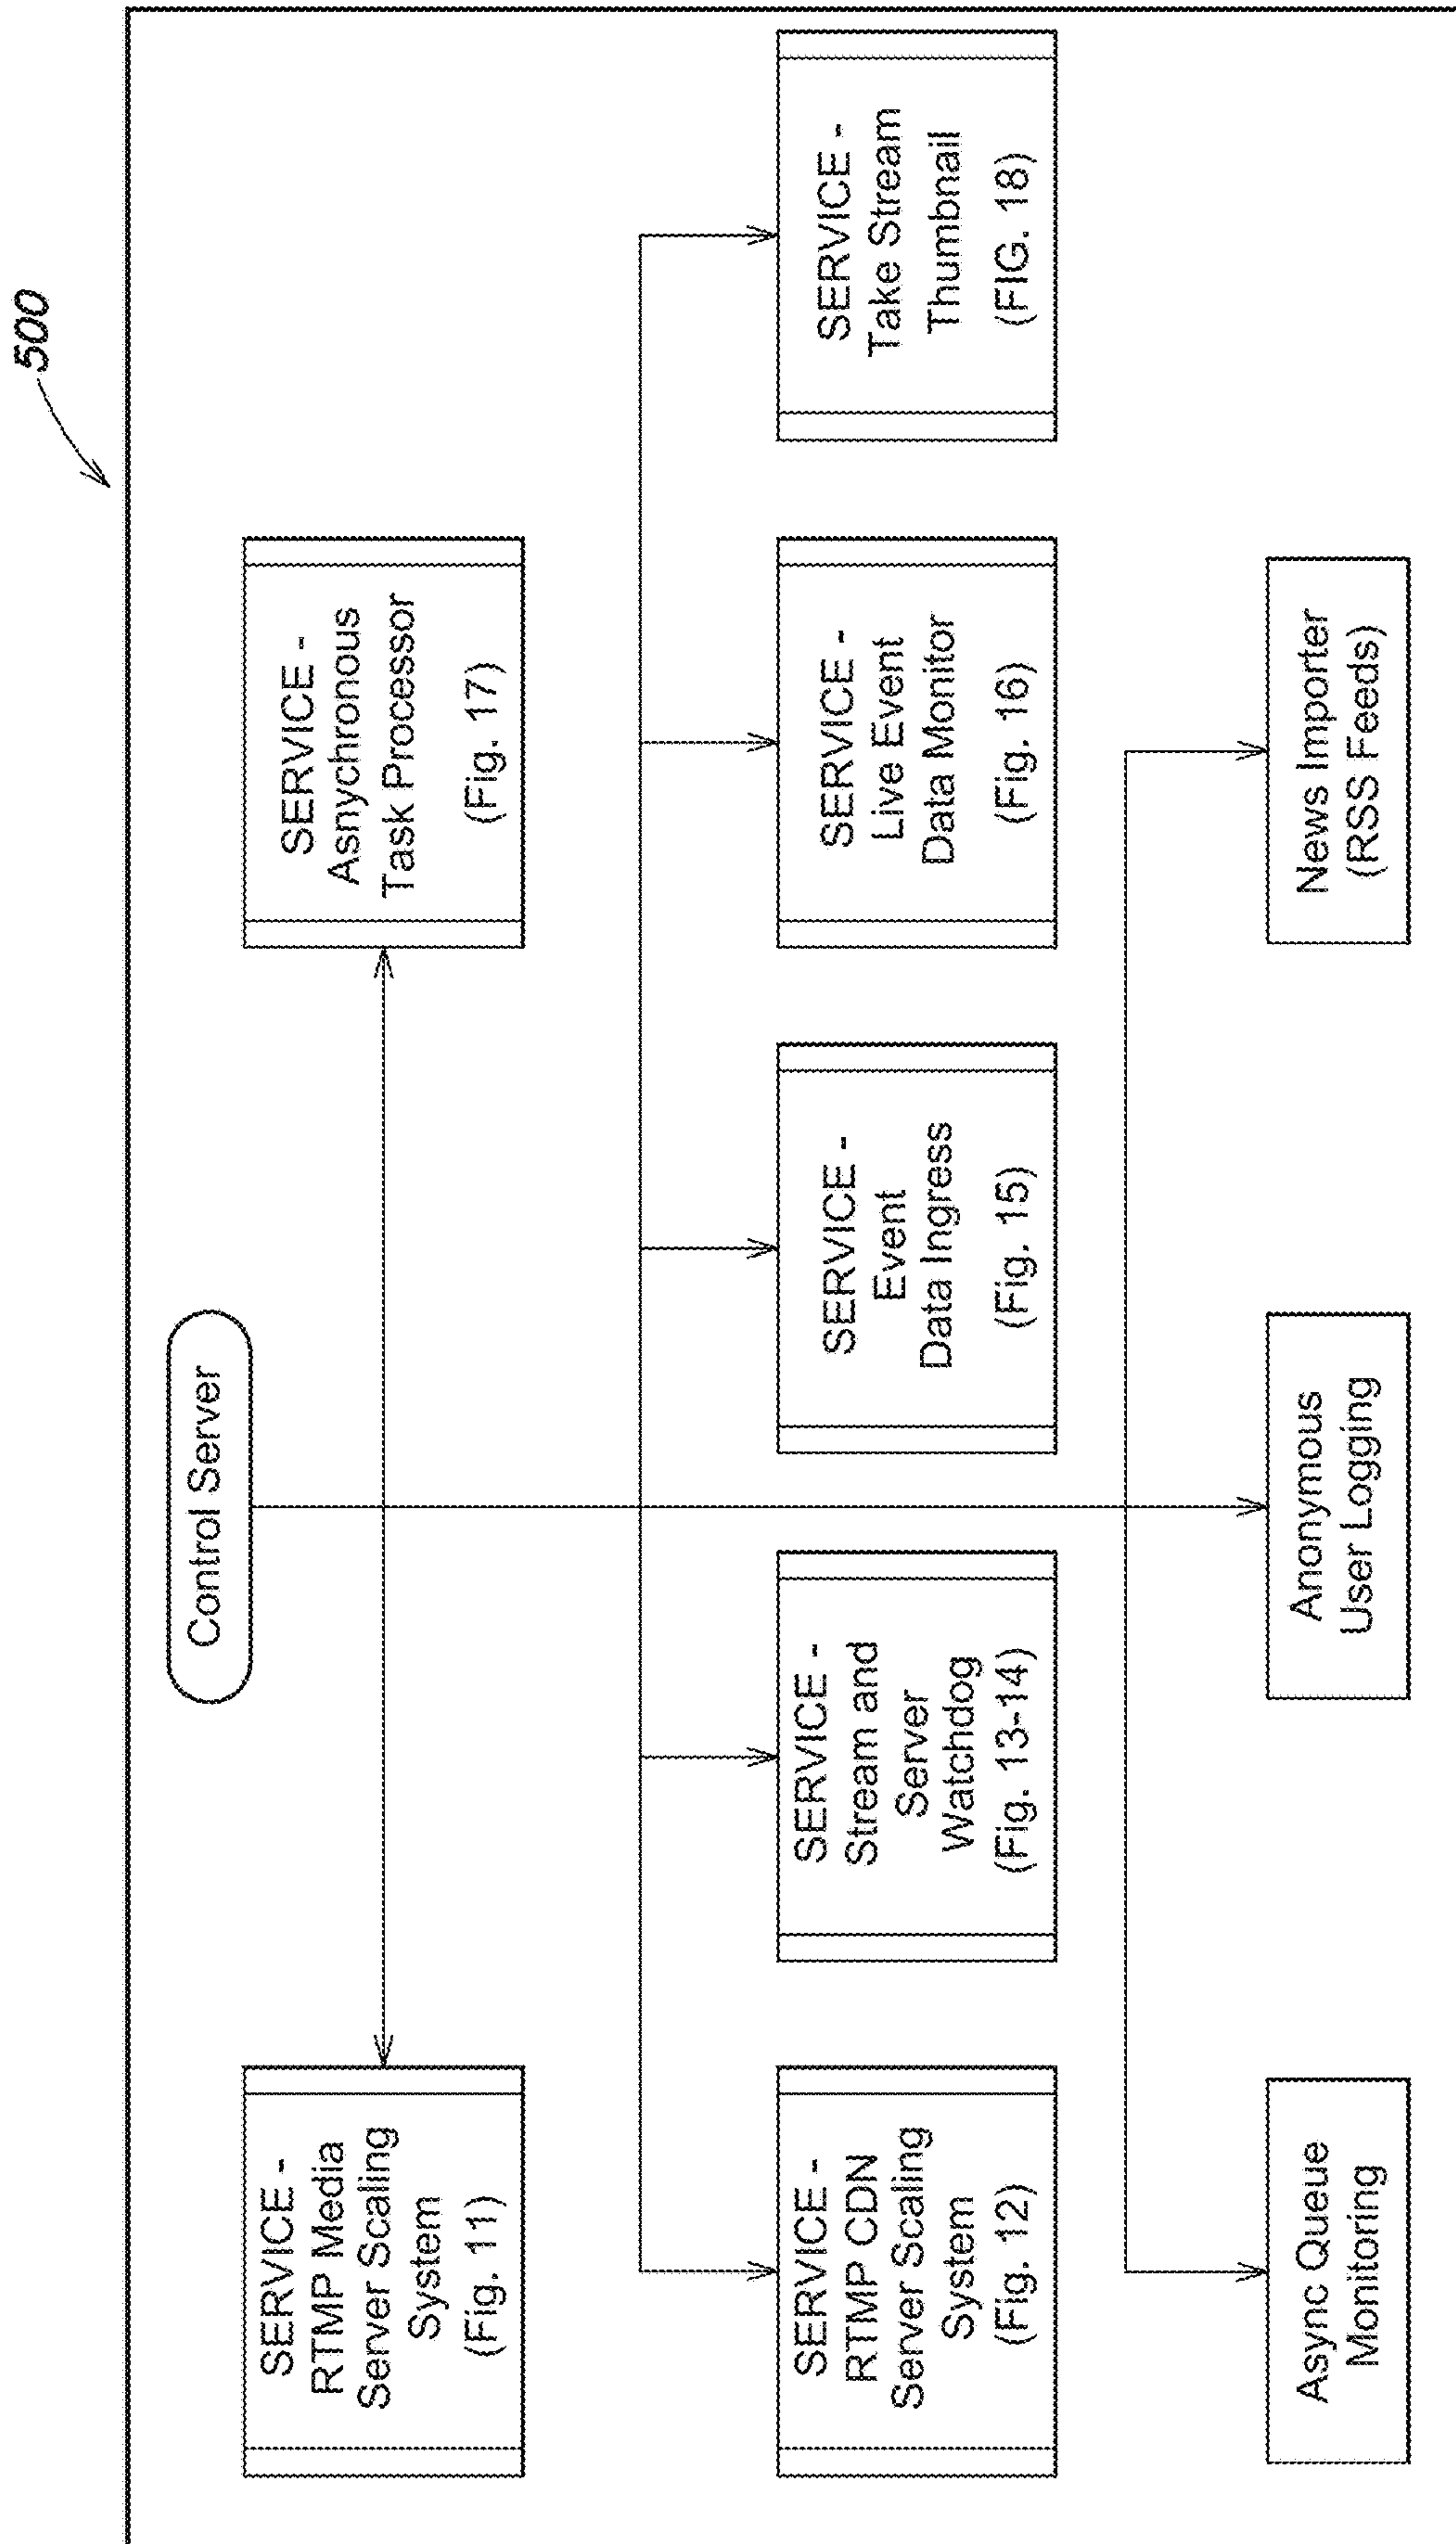 500
Control Server
SERVICE -
RTMP Media
Server Scaling
System
(Fig. 11)
SERVICE -
Asnychronous
Task Processor
(Fig. 17)
SERVICE -
RTMP CDN
Server Scaling
System
(Fig. 12)
SERVICE -
Stream and
Server
Watchdog
(Fig. 13-14)
SERVICE -
Event
Data Ingress
(Fig. 15)
SERVICE -
Live Event
Data Monitor
(Fig. 16)
SERVICE -
Take Stream
Thumbnail
(FIG. 18)
Async Queue
Monitoring
Anonymous
User Logging
News Importer
(RSS Feeds)